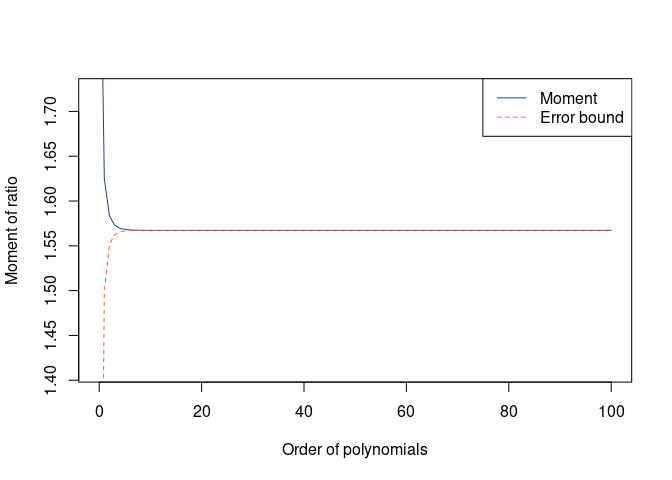 Moment
Error bound
Moment of ratio
1.70
1.65
1.60
1.55
1.50
1.45
1.40
0 20 40 60 80 100
Order of polynomials